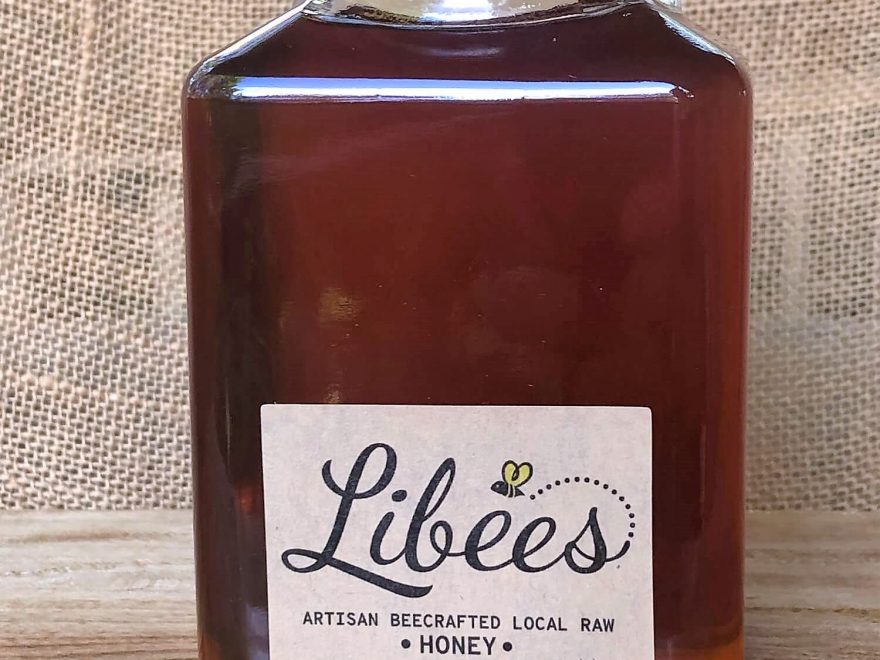 Libees
ARTISAN BEECRAFTED LOCAL RAW
• HONEY •